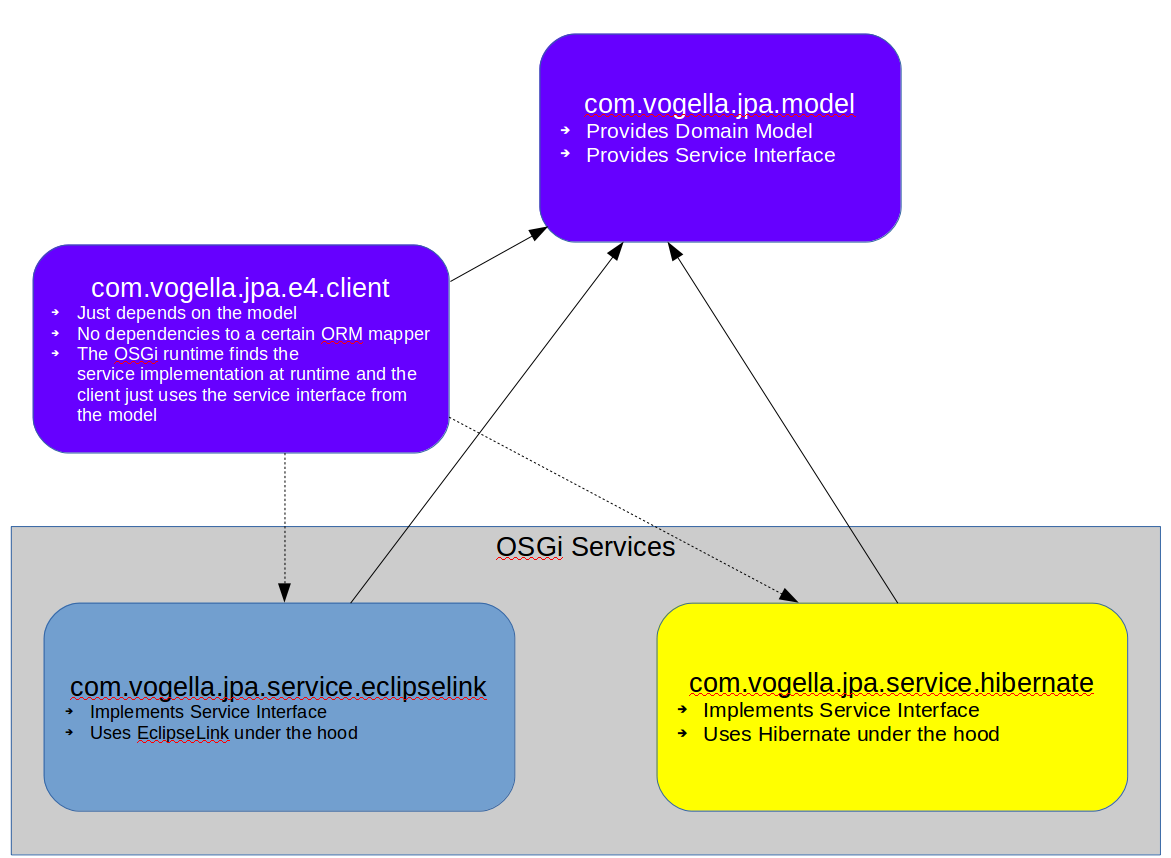 com.vogella.jpa.model
Provides Domain Model
Provides Service Interface
com.vogella.jpa.e4.client
Just depends on the model
No dependencies to a certain ORM mapper
The OSGi runtime finds the
service implementation at runtime and the
client just uses the service interface from
the model
OSGi Services
com.vogella.jpa.service.eclipselink
Implements Service Interface
Uses EclipseLink under the hood
com.vogella.jpa.service.hibernate
Implements Service Interface
Uses Hibernate under the hood